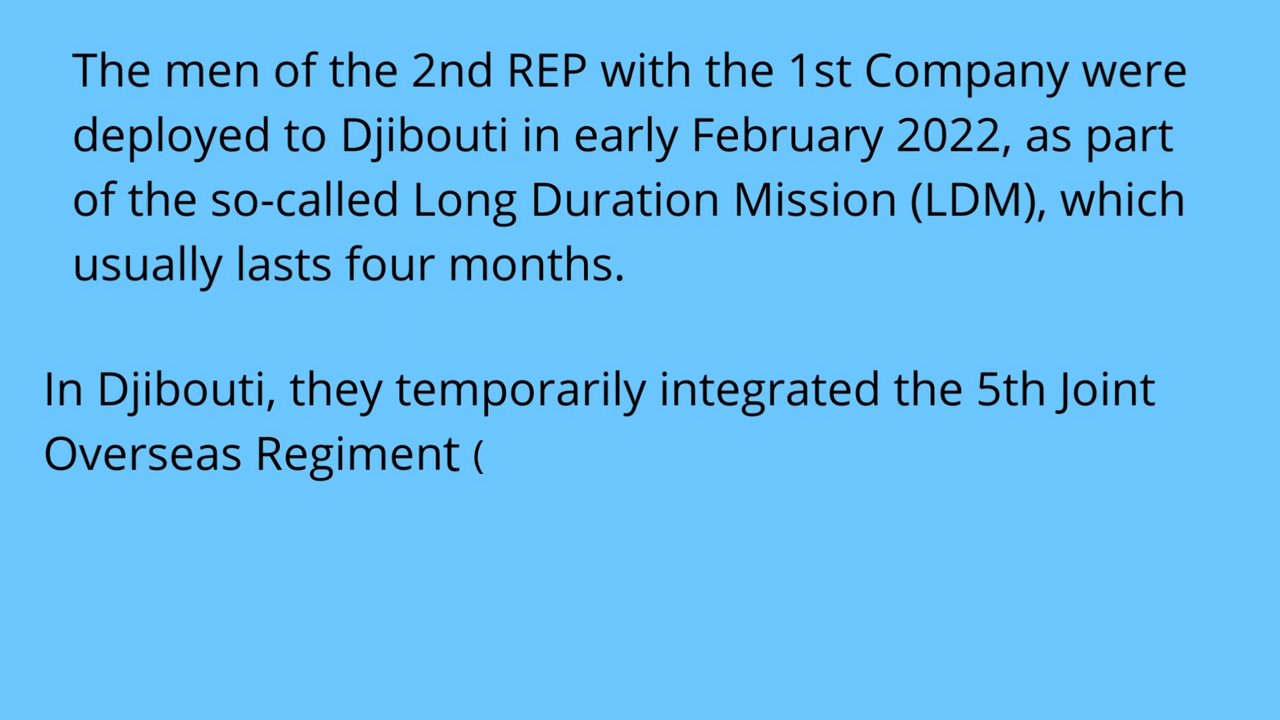 The men of the 2nd REP with the 1st Company were
deployed to Djibouti in early February 2022, as part
of the so-called Long Duration Mission (LDM), which
usually lasts four months.
In Djibouti, they temporarily integrated the 5th Joint
Overseas Regiment (